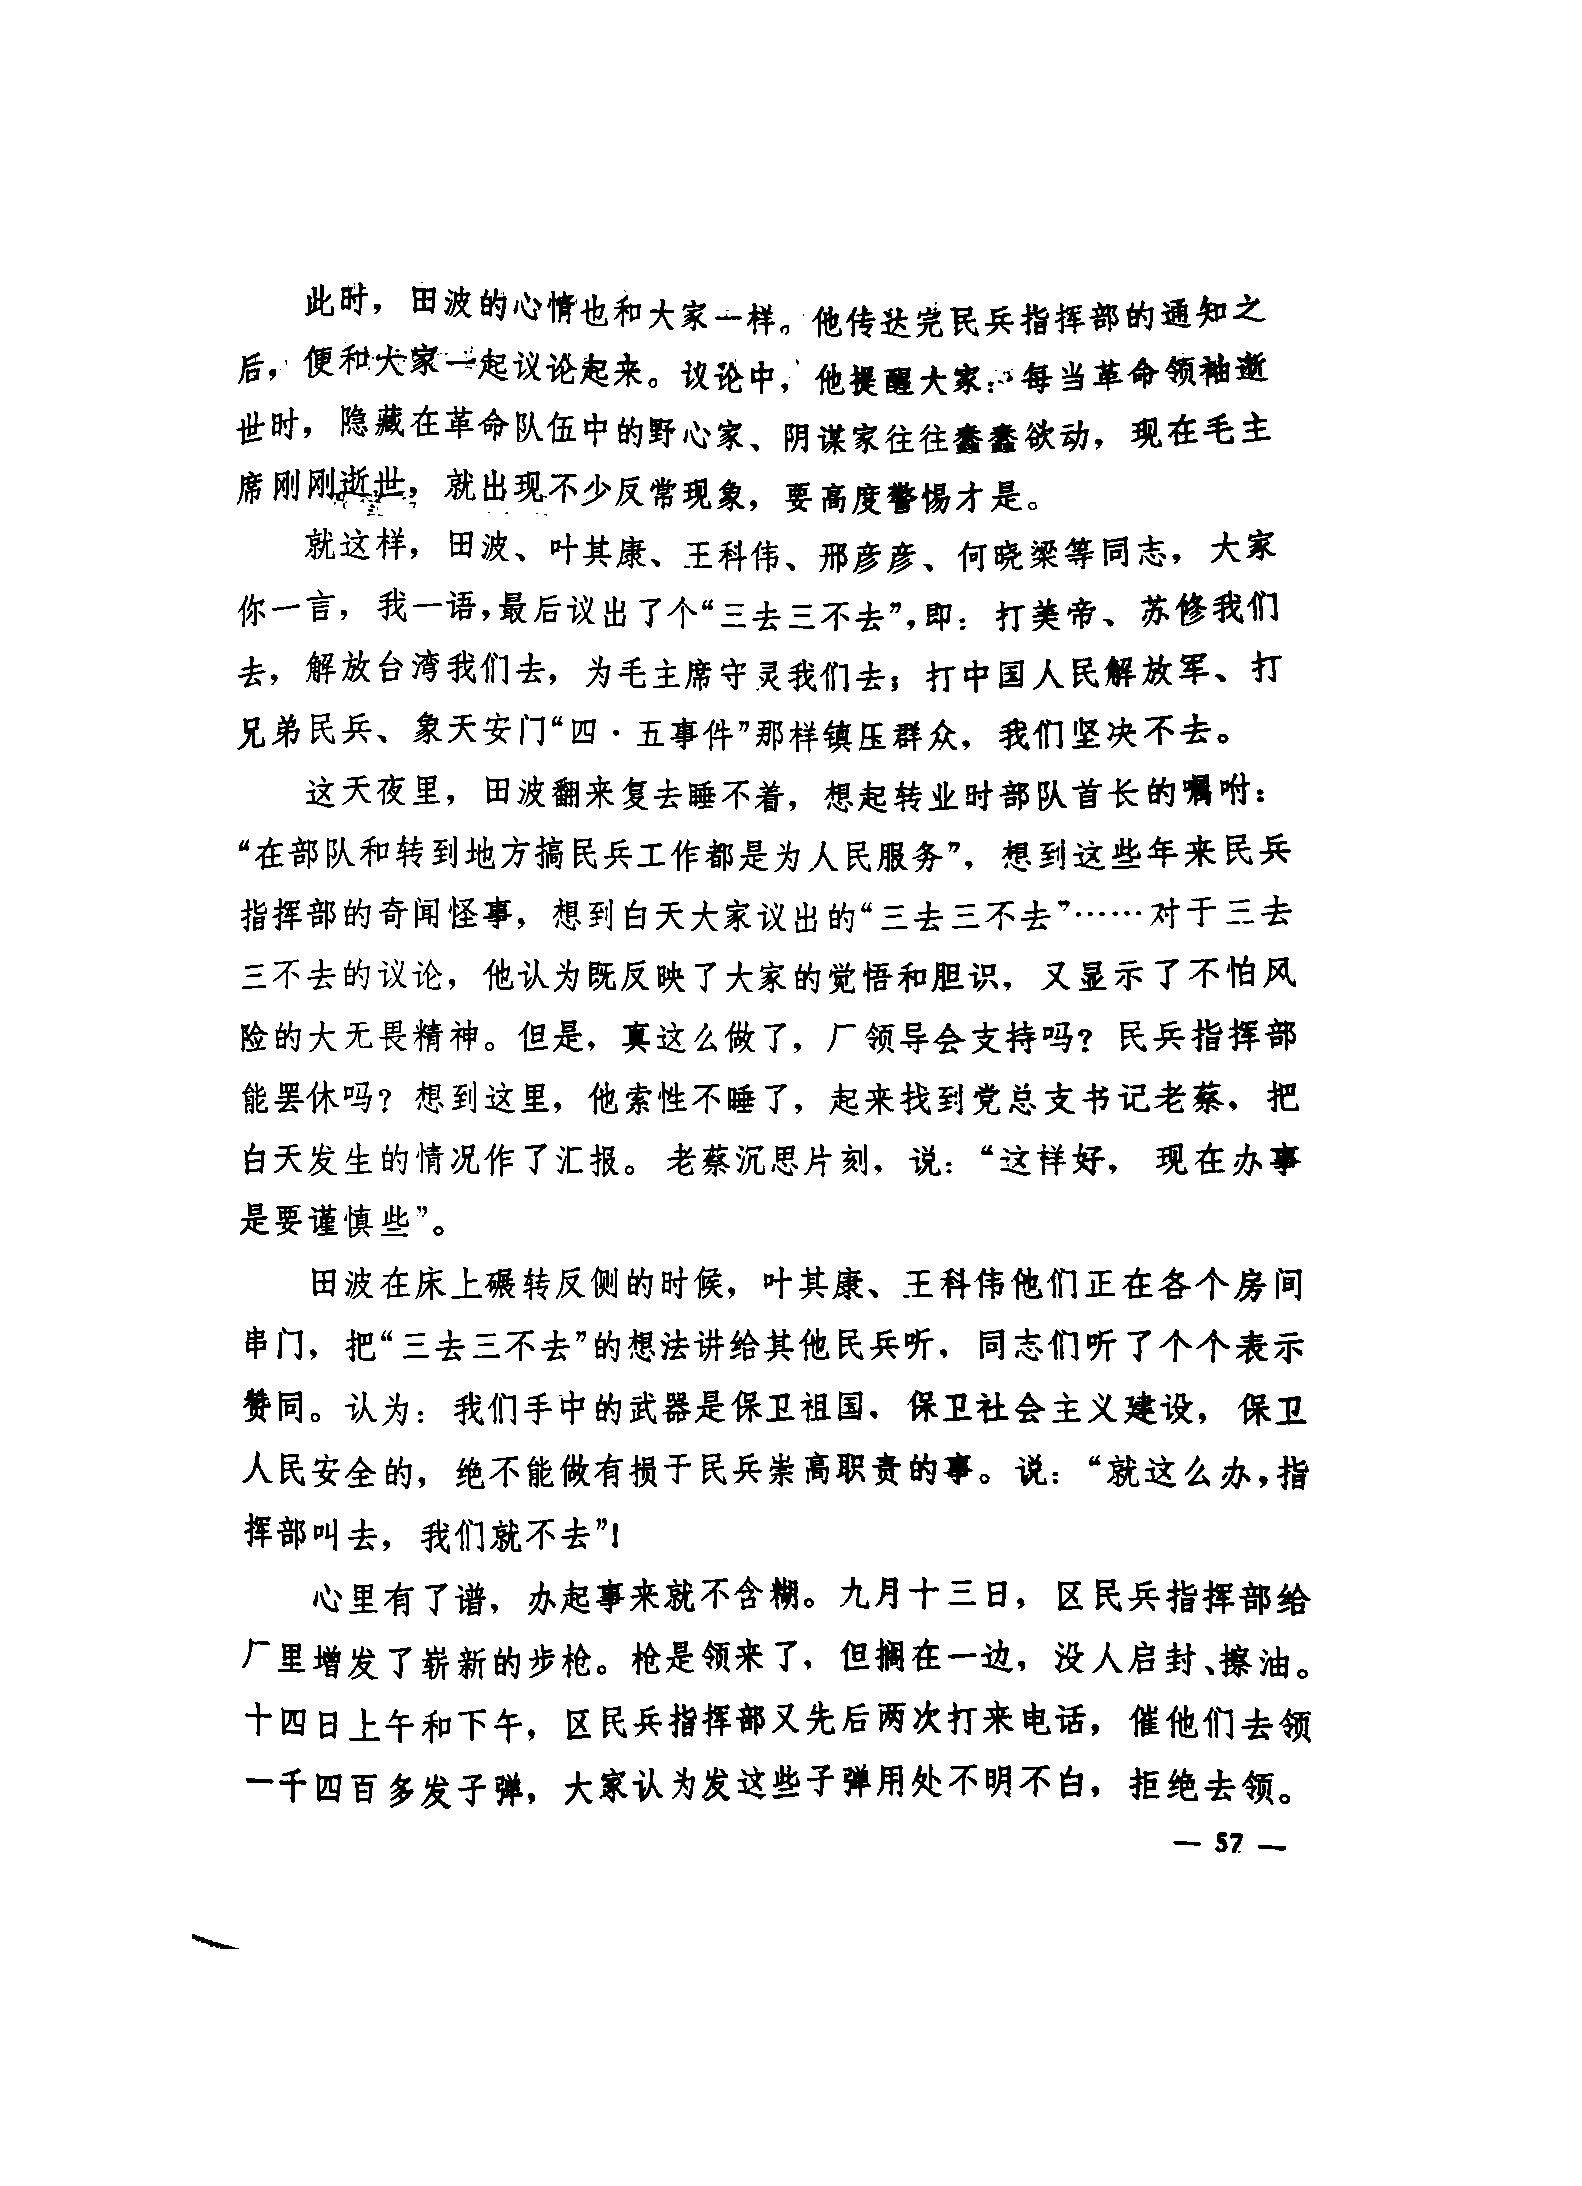 此时，田波的心情也和大家一样。他传达完民兵指挥部的通知之
后，便和大家一起议论起来。议论中，他提醒大家：每当革命领袖逝
世时，隐藏在革命队伍中的野心家、阴谋家往往蠢蠢欲动，现在毛主
席刚刚逝世，就出现不少反常现象，要高度警惕才是。
就这样，田波、叶其康、王科伟、邢彦彦、何晓梁等同志，大家
你一言，我一语，最后议出了个“三去三不去”，即：打美帝、苏修我们
去，解放台湾我们去，为毛主席守灵我们去；打中国人民解放军、打
兄弟民兵、象天安门“四·五事件”那样镇压群众，我们坚决不去。
这天夜里，田波翻来复去睡不着，想起转业时部队首长的嘱咐：
“在部队和转到地方搞民兵工作都是为人民服务”，想到这些年来民兵
指挥部的奇闻怪事，想到白天大家议出的“三去三不去”……对于三去
三不去的议论，他认为既反映了大家的觉悟和胆识，又显示了不怕风
险的大无畏精神。但是，真这么做了，厂领导会支持吗？民兵指挥部
能罢休吗？想到这里，他索性不睡了，起来找到党总支书记老蔡，把
白天发生的情况作了汇报。老蔡沉思片刻，说：“这样好，现在办事
是要谨慎些”。
田波在床上碾转反侧的时候，叶其康、王科伟他们正在各个房间
串门，把“三去三不去”的想法讲给其他民兵听，同志们听了个个表示
赞同。认为：我们手中的武器是保卫祖国，保卫社会主义建设，保卫
人民安全的，绝不能做有损于民兵崇高职责的事。说：“就这么办，指
挥部叫去，我们就不去”！
心里有了谱，办起事来就不含糊。九月十三日，区民兵指挥部给
厂里增发了崭新的步枪。枪是领来了，但搁在一边，没人启封、擦油。
十四日上午和下午，区民兵指挥部又先后两次打来电话，催他们去领
一千四百多发子弹，大家认为发这些子弹用处不明不白，拒绝去领。
— 57 —